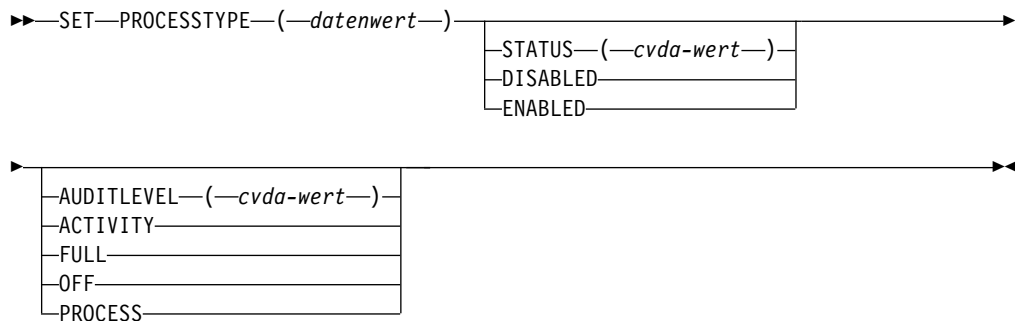 SET PROCESSTYPE ( datenwert )
STATUS ( cvda-wert )
DISABLED
ENABLED
AUDITLEVEL ( cvda-wert )
ACTIVITY
FULL
OFF
PROCESS